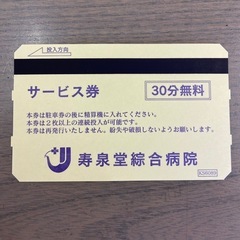 投入方向
サービス券
30分無料
本券は駐車券の後に精算機に入れてください。
本券は2枚以上の連続投入が可能です。
本券は再発行いたしません。紛失や破損しないようお願いします。
寿泉堂綜合病院